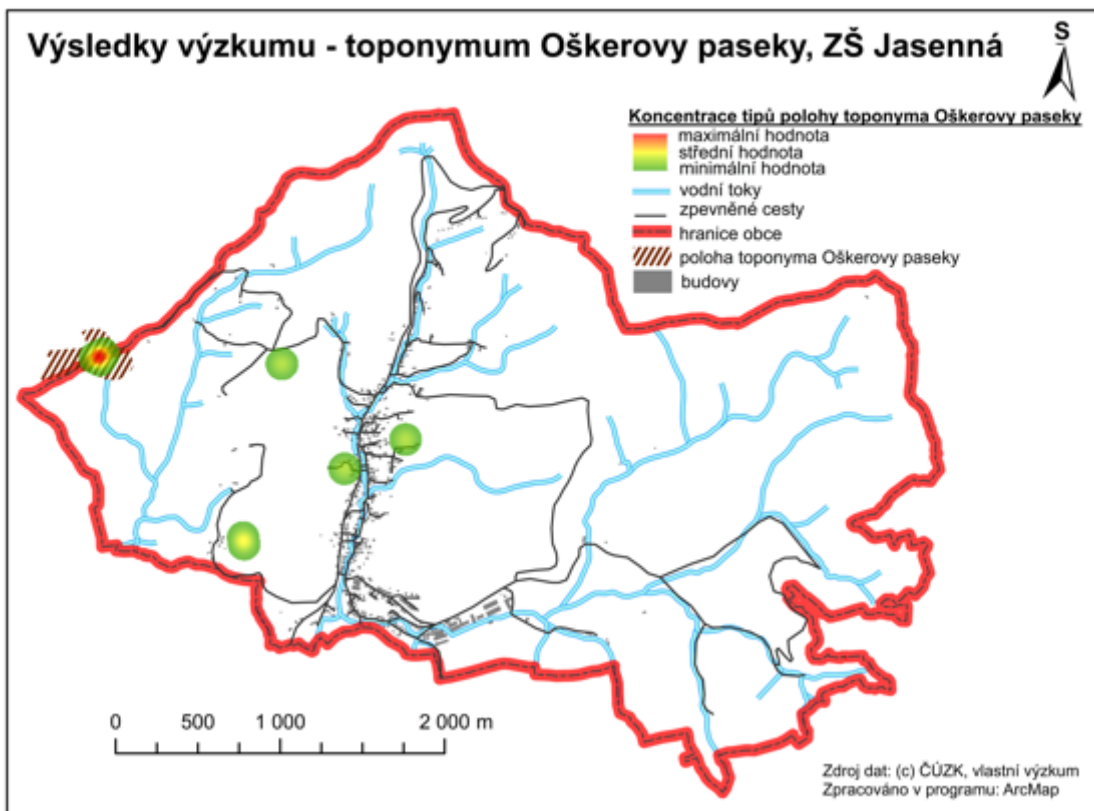 Výsledky výzkumu - toponymum Oškerovy paseky, ZŠ Jasenná
S
Koncentrace tipů polohy toponyma Oškerovy paseky
maximální hodnota
střední hodnota
minimální hodnota
vodní toky
zpevněné cesty
hranice obce
poloha toponyma Oškerovy paseky
budovy
0 500 1 000 2 000 m
Zdroj dat: (c) ČÚZK, vlastní výzkum
Zpracováno v programu: ArcMap